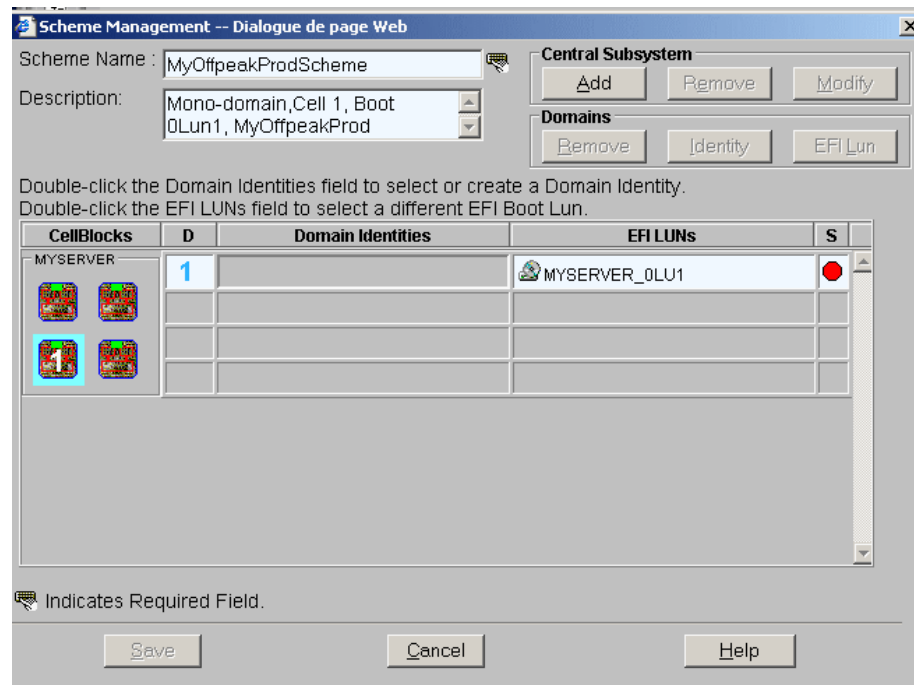 Scheme Management -- Dialogue de page Web
Scheme Name :
MyOffpeakProdScheme
Description:
Mono-domain,Cell 1, Boot
0Lun1, MyOffpeakProd
Central Subsystem
Add Remove Modify
Domains
Remove Identity EFI Lun
Double-click the Domain Identities field to select or create a Domain Identity.
Double-click the EFI LUNs field to select a different EFI Boot Lun.
CellBlocks D Domain Identities EFI LUNs S
MYSERVER
1 MYSERVER_0LU1
1
Indicates Required Field.
Save Cancel Help